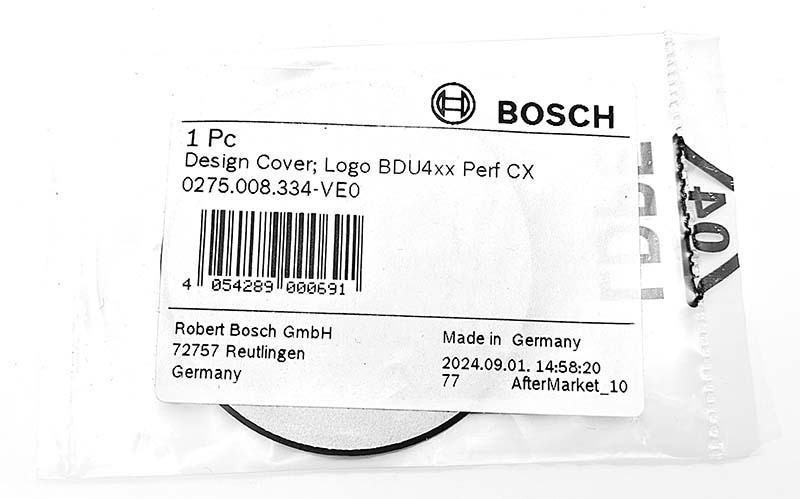 BOSCH
1 Pc
Design Cover; Logo BDU4xx Perf CX
0275.008.334-VE0
4 054289 000691
Robert Bosch GmbH
72757 Reutlingen
Germany
Made in Germany
2024.09.01. 14:58:20
77 AfterMarket_10
04